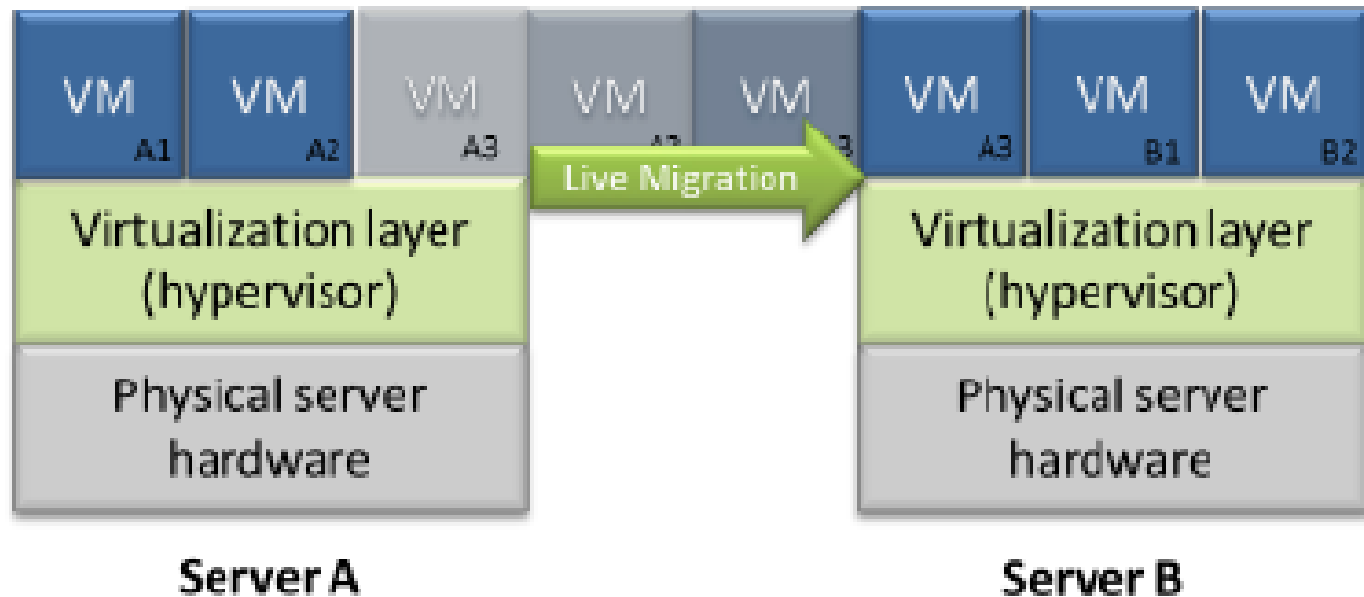 VM VM VM VM VM VM VM VM
A1 A2 A3 A3 B1 B2
Live Migration
Virtualization layer
(hypervisor)
Virtualization layer
(hypervisor)
Physical server
hardware
Physical server
hardware
Server A
Server B